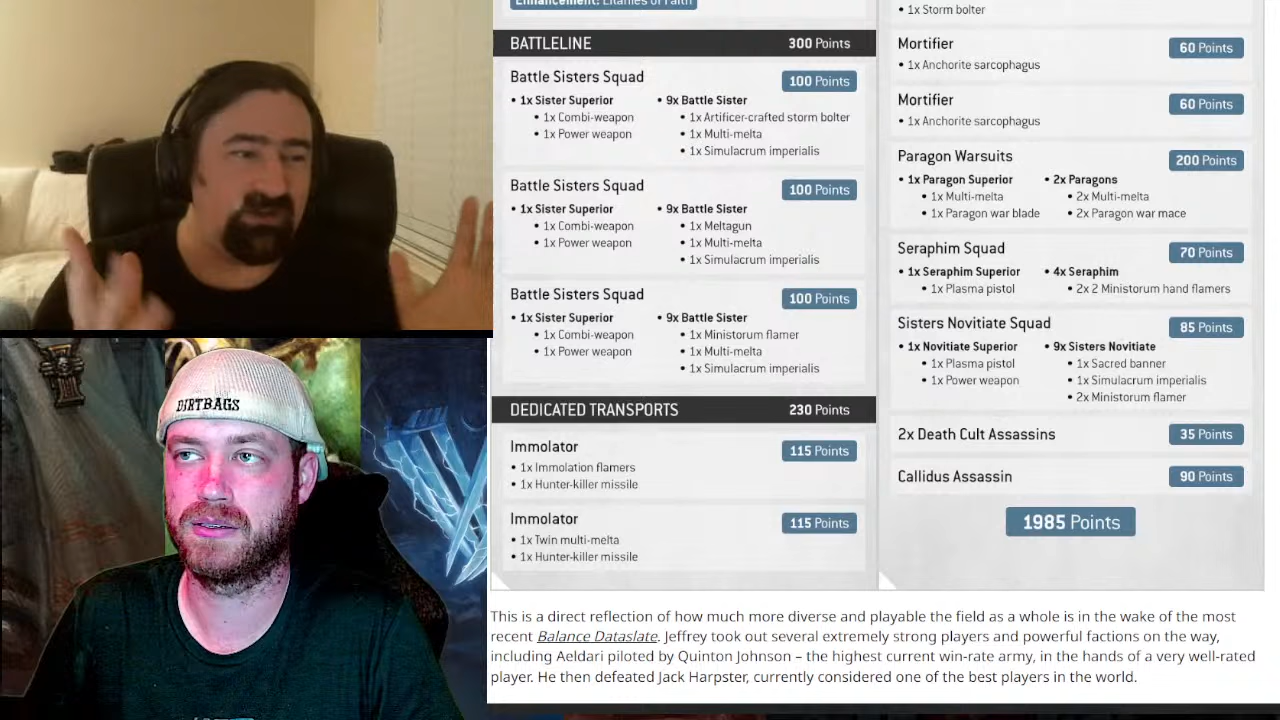 Enhancement: Litanies of Faith
BATTLELINE 300 Points
Battle Sisters Squad 100 Points
• 1x Sister Superior
• 1x Combi-weapon
• 1x Power weapon
• 9x Battle Sister
• 1x Artificer-crafted storm bolter
• 1x Multi-melta
• 1x Simulacrum imperialis
Battle Sisters Squad 100 Points
• 1x Sister Superior
• 1x Combi-weapon
• 1x Power weapon
• 9x Battle Sister
• 1x Meltagun
• 1x Multi-melta
• 1x Simulacrum imperialis
Battle Sisters Squad 100 Points
• 1x Sister Superior
• 1x Combi-weapon
• 1x Power weapon
• 9x Battle Sister
• 1x Ministorum flamer
• 1x Multi-melta
• 1x Simulacrum imperialis
DEDICATED TRANSPORTS 230 Points
Immolator 115 Points
• 1x Immolation flamers
• 1x Hunter-killer missile
Immolator 115 Points
• 1x Twin multi-melta
• 1x Hunter-killer missile
• 1x Storm bolter
Mortifier 60 Points
• 1x Anchorite sarcophagus
Mortifier 60 Points
• 1x Anchorite sarcophagus
Paragon Warsuits 200 Points
• 1x Paragon Superior
• 1x Multi-melta
• 1x Paragon war blade
• 2x Paragons
• 2x Multi-melta
• 2x Paragon war mace
Seraphim Squad 70 Points
• 1x Seraphim Superior
• 1x Plasma pistol
• 4x Seraphim
• 2x 2 Ministorum hand flamers
Sisters Novitiate Squad 85 Points
• 1x Novitiate Superior
• 1x Plasma pistol
• 1x Power weapon
• 9x Sisters Novitiate
• 1x Sacred banner
• 1x Simulacrum imperialis
• 2x Ministorum flamer
2x Death Cult Assassins 35 Points
Callidus Assassin 90 Points
1985 Points
DIRTBAGS
This is a direct reflection of how much more diverse and playable the field as a whole is in the wake of the most
recent Balance Dataslate. Jeffrey took out several extremely strong players and powerful factions on the way,
including Aeldari piloted by Quinton Johnson – the highest current win-rate army, in the hands of a very well-rated
player. He then defeated Jack Harpster, currently considered one of the best players in the world.